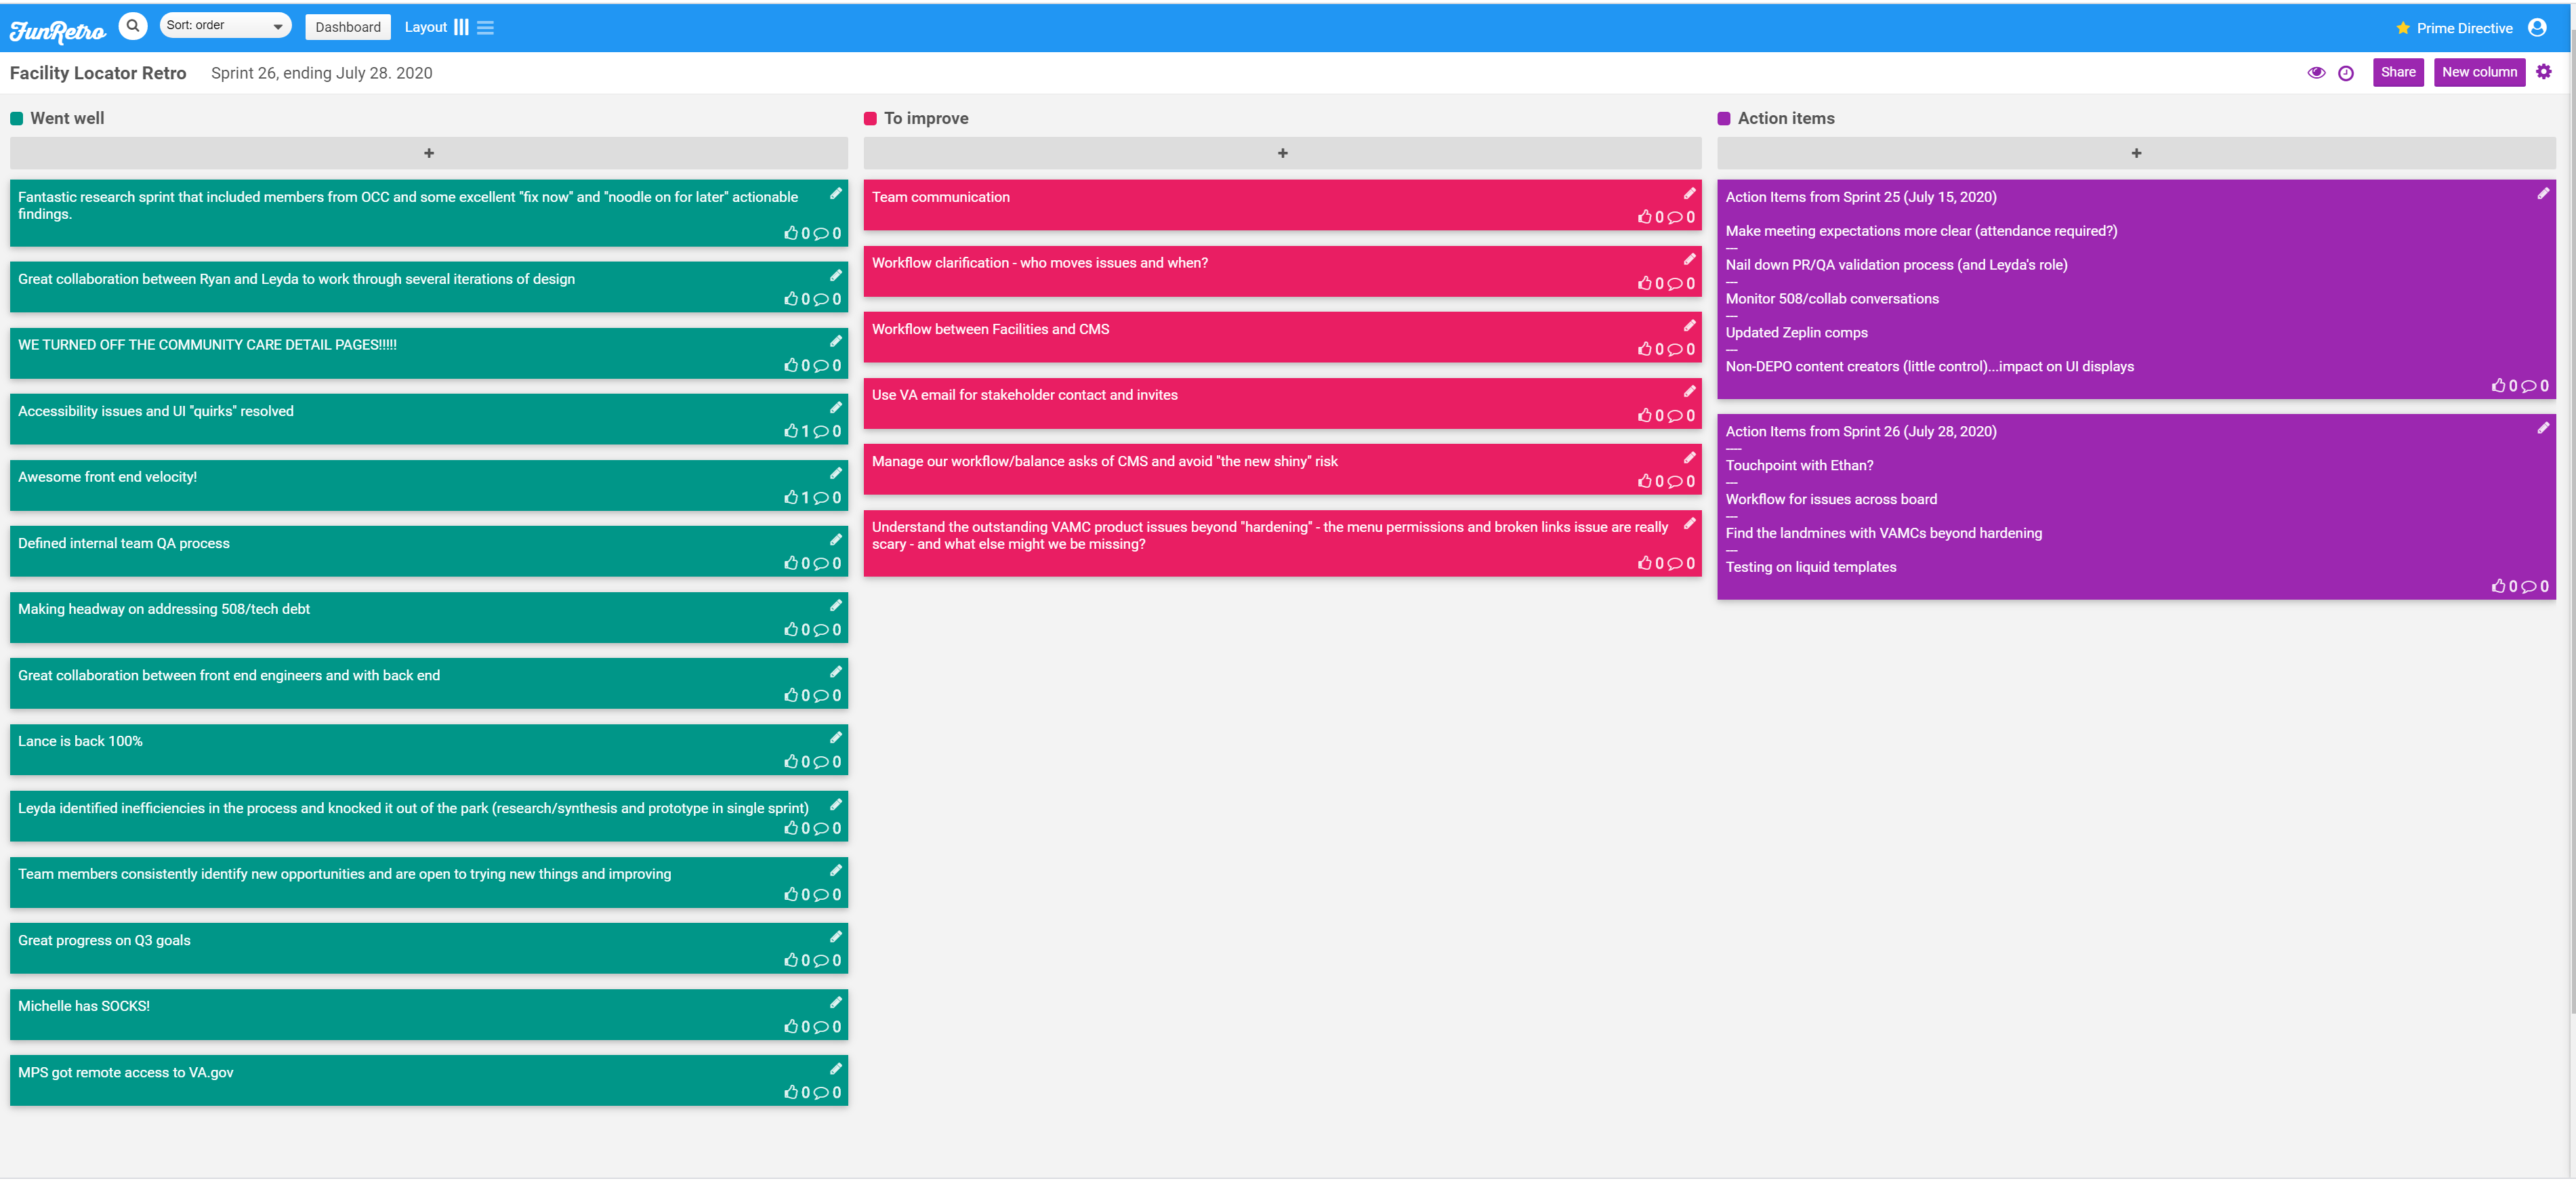 FunRetro
Sort: order
Dashboard
Layout
Prime Directive
Facility Locator Retro
Sprint 26, ending July 28. 2020
Share
New column
Went well
+
Fantastic research sprint that included members from OCC and some excellent "fix now" and "noodle on for later" actionable
findings.
0 0
Great collaboration between Ryan and Leyda to work through several iterations of design
0 0
WE TURNED OFF THE COMMUNITY CARE DETAIL PAGES!!!!!
0 0
Accessibility issues and UI "quirks" resolved
1 0
Awesome front end velocity!
1 0
Defined internal team QA process
0 0
Making headway on addressing 508/tech debt
0 0
Great collaboration between front end engineers and with back end
0 0
Lance is back 100%
0 0
Leyda identified inefficiencies in the process and knocked it out of the park (research/synthesis and prototype in single sprint)
0 0
Team members consistently identify new opportunities and are open to trying new things and improving
0 0
Great progress on Q3 goals
0 0
Michelle has SOCKS!
0 0
MPS got remote access to VA.gov
0 0
To improve
+
Team communication
0 0
Workflow clarification - who moves issues and when?
0 0
Workflow between Facilities and CMS
0 0
Use VA email for stakeholder contact and invites
0 0
Manage our workflow/balance asks of CMS and avoid "the new shiny" risk
0 0
Understand the outstanding VAMC product issues beyond "hardening" - the menu permissions and broken links issue are really
scary - and what else might we be missing?
0 0
Action items
+
Action Items from Sprint 25 (July 15, 2020)
Make meeting expectations more clear (attendance required?)
---
Nail down PR/QA validation process (and Leyda's role)
---
Monitor 508/collab conversations
---
Updated Zeplin comps
---
Non-DEPO content creators (little control)...impact on UI displays
0 0
Action Items from Sprint 26 (July 28, 2020)
----
Touchpoint with Ethan?
---
Workflow for issues across board
---
Find the landmines with VAMCs beyond hardening
---
Testing on liquid templates
0 0